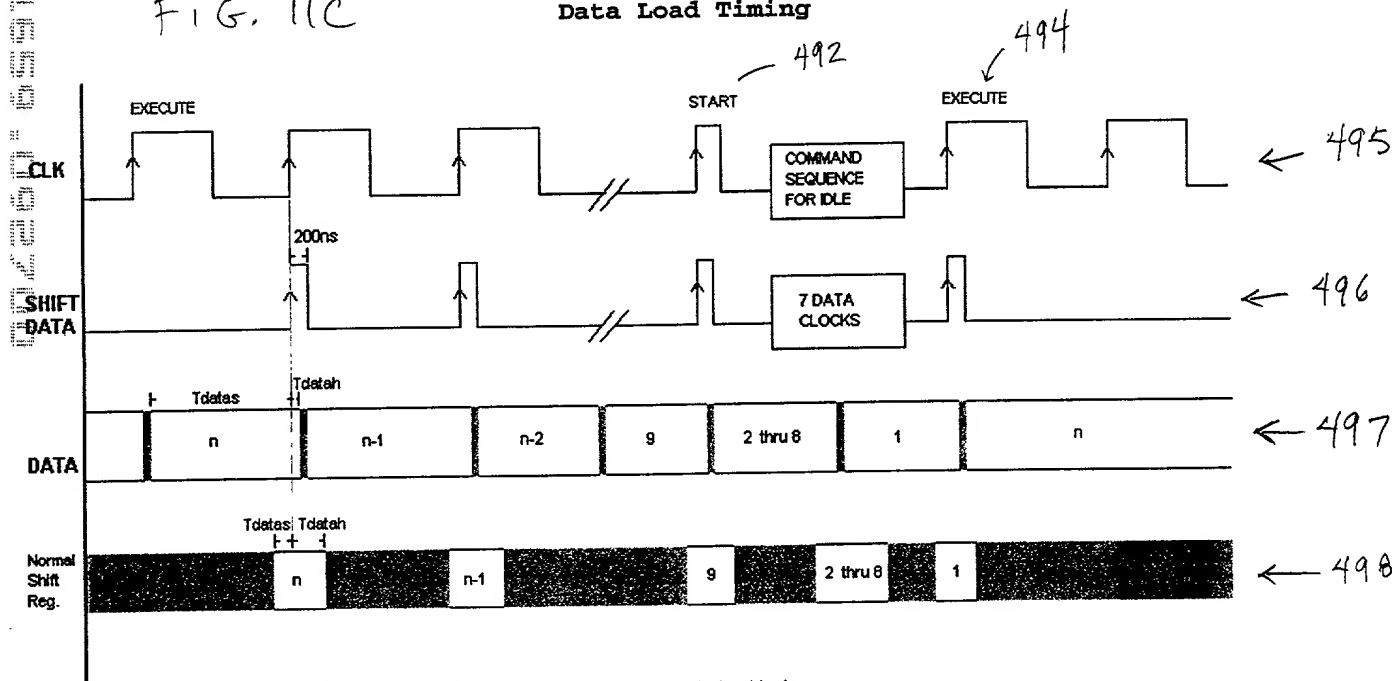 FIG. 11C
Data Load Timing
492
494
EXECUTE
START
EXECUTE
CLK
COMMAND
SEQUENCE
FOR IDLE
495
200ns
SHIFT
DATA
7 DATA
CLOCKS
496
Tdatas
Tdatah
n
n-1
n-2
9
2 thru 8
1
n
DATA
497
Tdatas
Tdatah
Normal
Shift
Reg.
n
n-1
9
2 thru 8
1
498